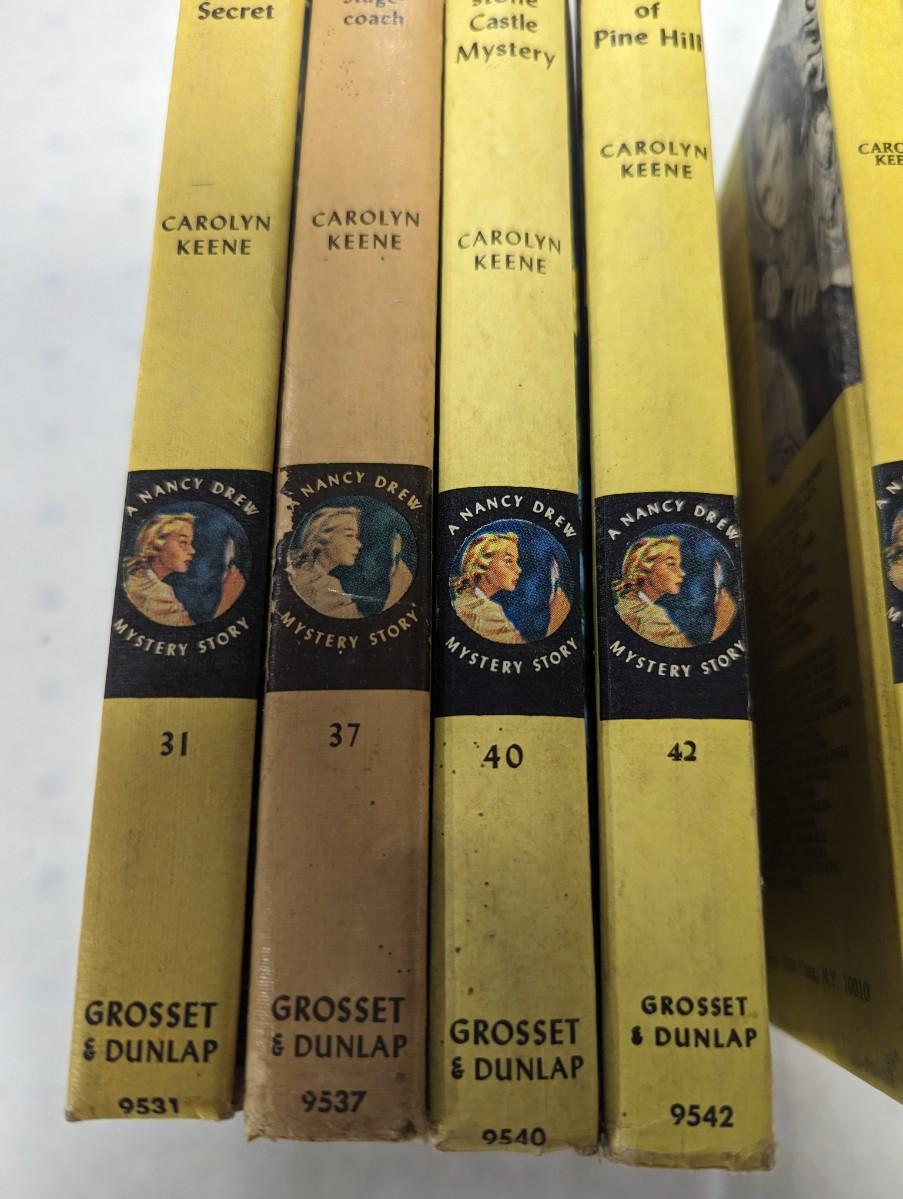 Secret
CAROLYN
KEENE
A NANCY DREW
MYSTERY STORY
31
GROSSET
& DUNLAP
9531
coach
CAROLYN
KEENE
A NANCY DREW
MYSTERY STORY
37
GROSSET
& DUNLAP
9537
stone
Castle
Mystery
CAROLYN
KEENE
A NANCY DREW
MYSTERY STORY
40
GROSSET
& DUNLAP
9540
of
Pine Hill
CAROLYN
KEENE
A NANCY DREW
MYSTERY STORY
42
GROSSET
& DUNLAP
9542
N.Y. 10010